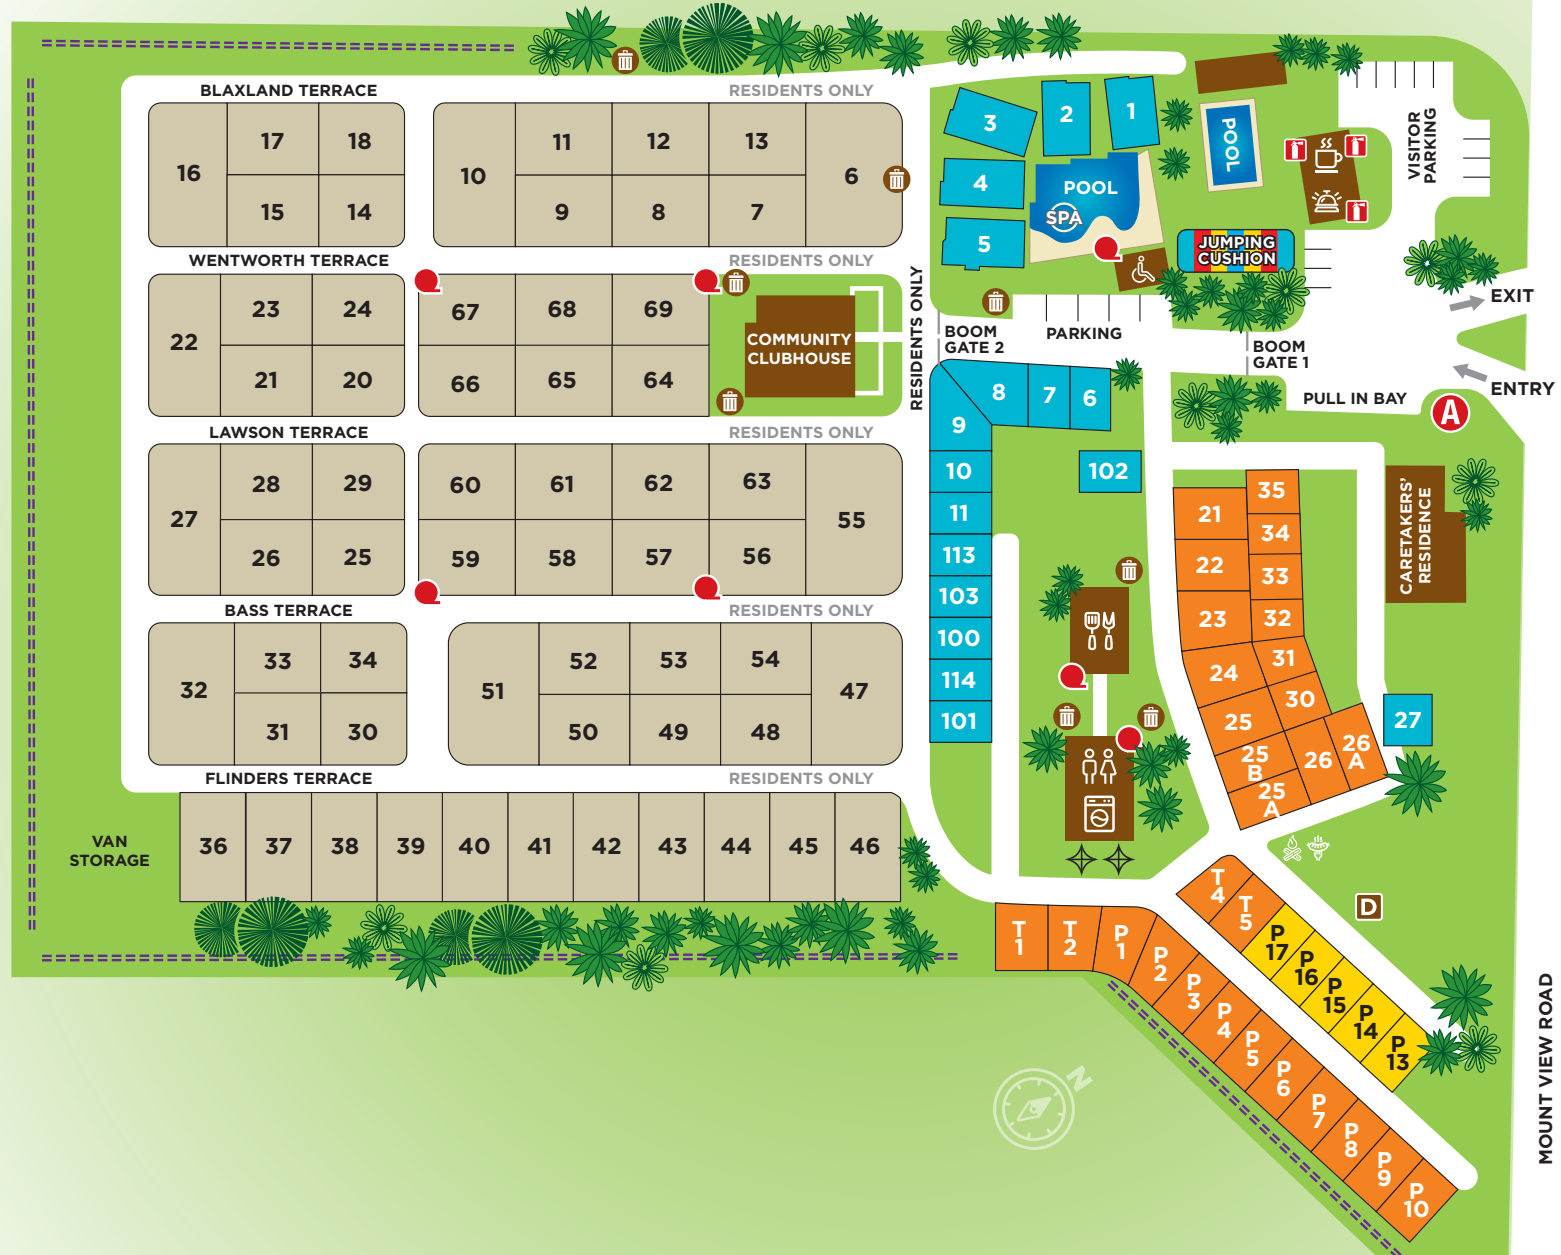 BLAXLAND TERRACE
RESIDENTS ONLY
16
17
18
15
14
10
11
12
13
9
8
7
6
WENTWORTH TERRACE
RESIDENTS ONLY
22
23
24
21
20
67
68
69
66
65
64
COMMUNITY
CLUBHOUSE
LAWSON TERRACE
RESIDENTS ONLY
27
28
29
26
25
60
61
62
63
59
58
57
56
55
BASS TERRACE
RESIDENTS ONLY
32
33
34
31
30
51
52
53
54
50
49
48
47
FLINDERS TERRACE
RESIDENTS ONLY
VAN
STORAGE
36
37
38
39
40
41
42
43
44
45
46
RESIDENTS ONLY
3
2
1
4
5
POOL
SPA
POOL
JUMPING
CUSHION
VISITOR
PARKING
EXIT
ENTRY
BOOM
GATE 2
PARKING
BOOM
GATE 1
PULL IN BAY
A
8
7
6
9
10
11
113
103
100
114
101
102
CARETAKERS'
RESIDENCE
21
22
23
24
25
25
B
25
A
26
26
A
35
34
33
32
31
30
27
T
4
T
5
P
17
P
16
P
15
P
14
P
13
D
T
1
T
2
P
1
P
2
P
3
P
4
P
5
P
6
P
7
P
8
P
9
P
10
N
MOUNT VIEW ROAD